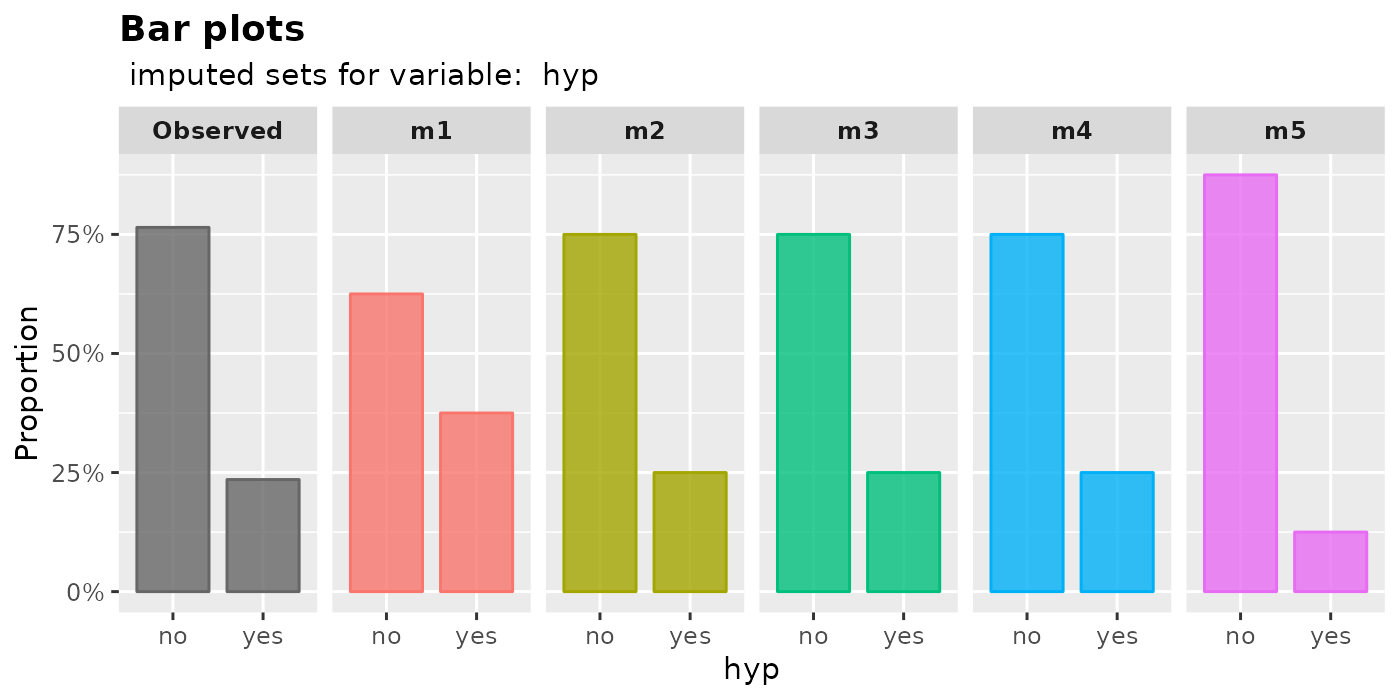 Bar plots
imputed sets for variable:  hyp
Observed m1 m2 m3 m4 m5
75%
50%
25%
0%
Proportion
no yes no yes no yes no yes no yes no yes
hyp